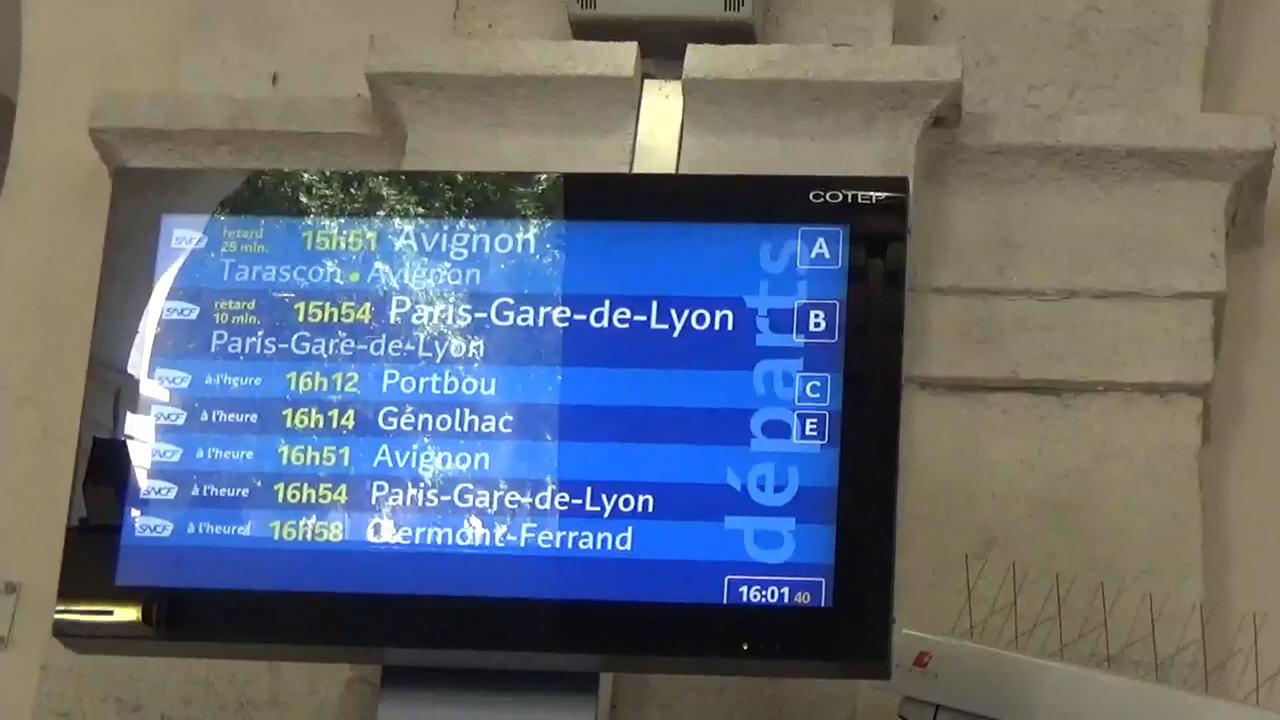 COTEP
SNCF retard 25 min. 15h51 Avignon A
Tarascon • Avignon
SNCF retard 10 min. 15h54 Paris-Gare-de-Lyon B
Paris-Gare-de-Lyon
SNCF à l'heure 16h12 Portbou C
SNCF à l'heure 16h14 Génolhac E
SNCF à l'heure 16h51 Avignon
SNCF à l'heure 16h54 Paris-Gare-de-Lyon
SNCF à l'heure 16h58 Clermont-Ferrand
départs
16:01 40